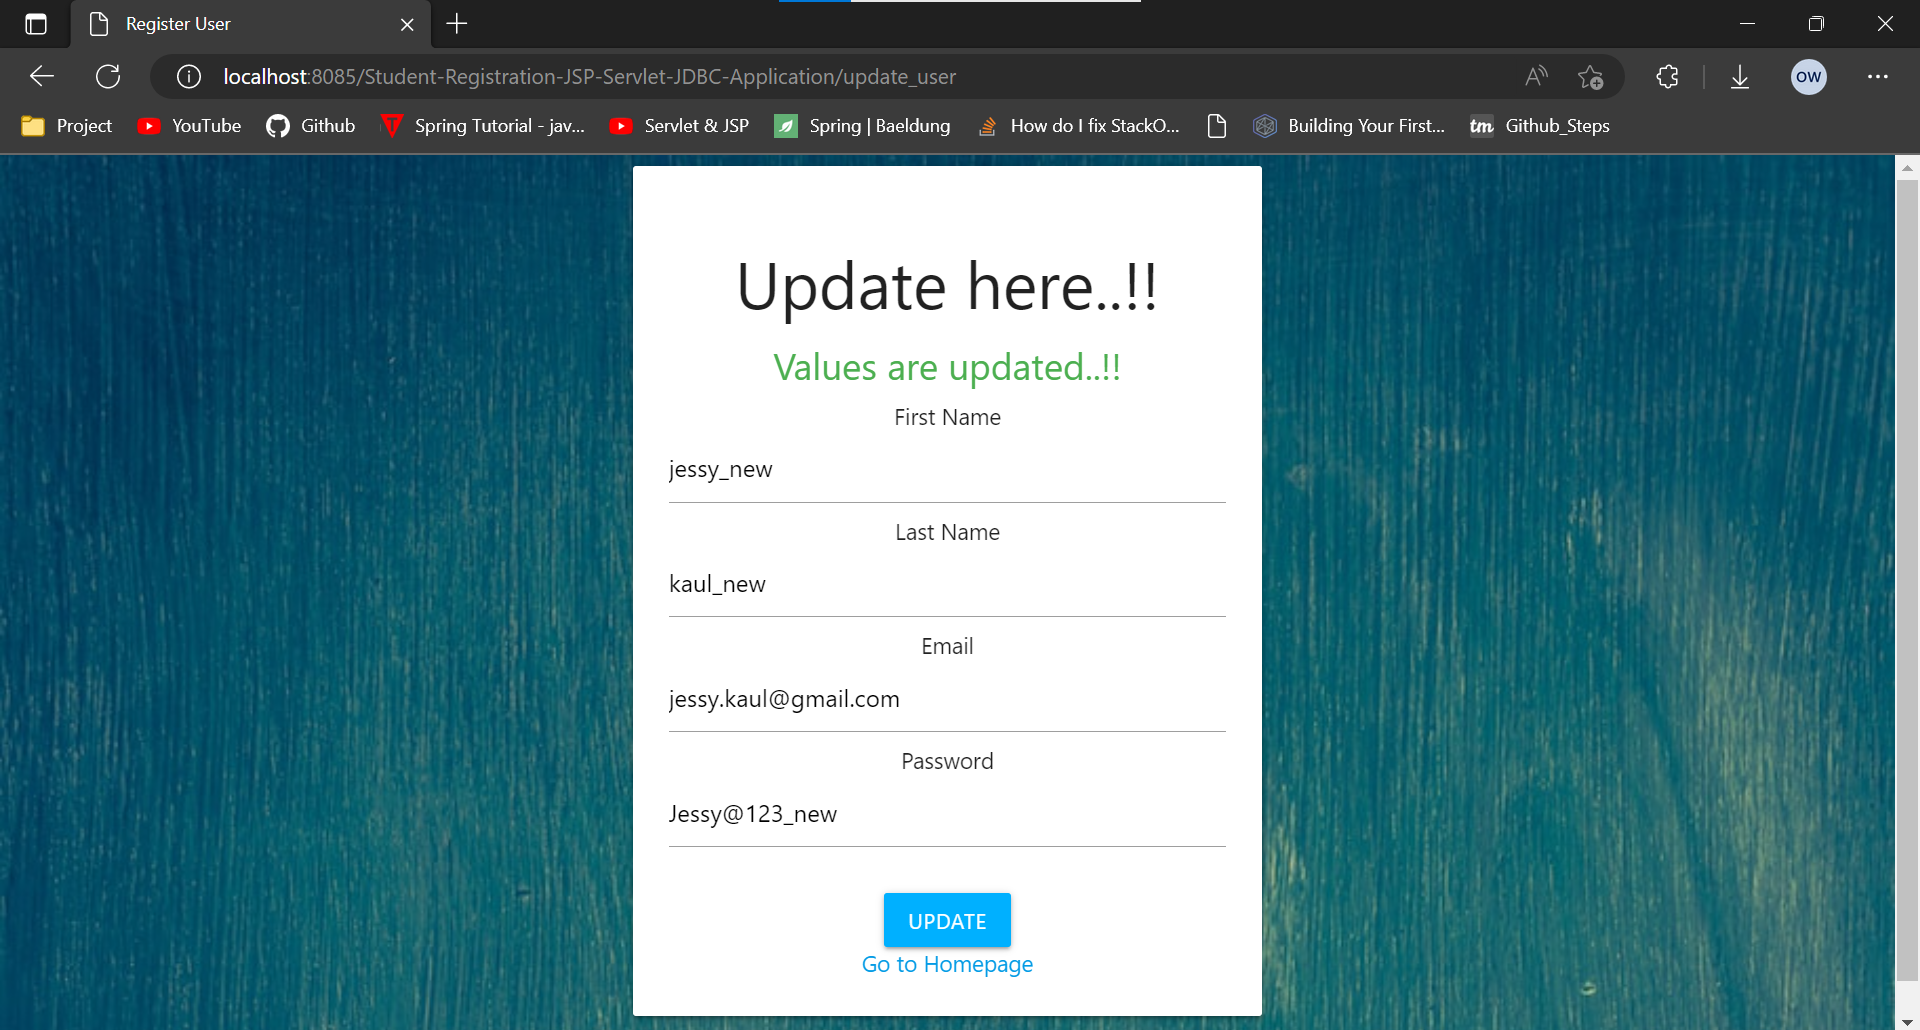 Register User
localhost:8085/Student-Registration-JSP-Servlet-JDBC-Application/update_user
A
OW
Project YouTube Github Spring Tutorial - jav... Servlet & JSP Spring | Baeldung How do I fix StackO... Building Your First... tm Github_Steps
Update here..!!
Values are updated..!!
First Name
jessy_new
Last Name
kaul_new
Email
jessy.kaul@gmail.com
Password
Jessy@123_new
UPDATE
Go to Homepage